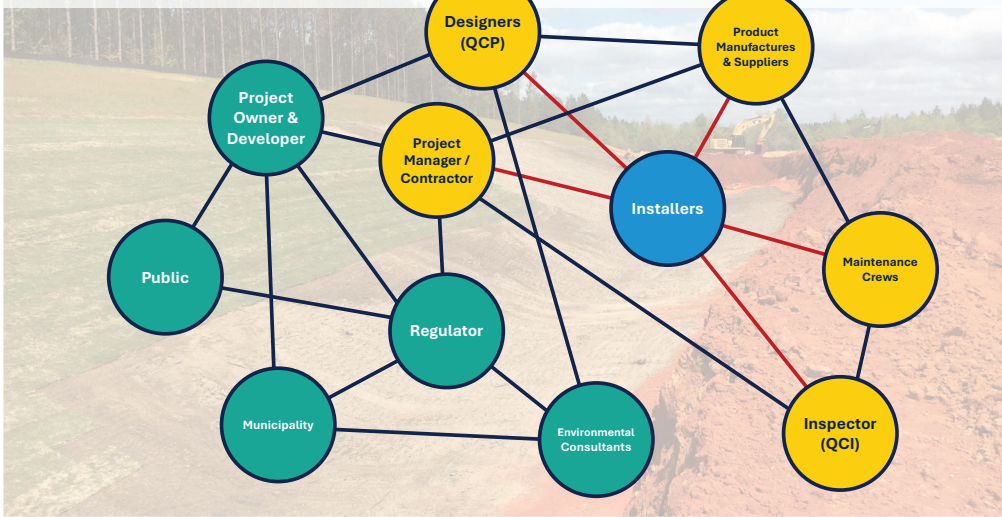 Designers
(QCP)
Product
Manufactures
& Suppliers
Project
Owner &
Developer
Project
Manager /
Contractor
Installers
Public
Maintenance
Crews
Regulator
Municipality
Environmental
Consultants
Inspector
(QCI)